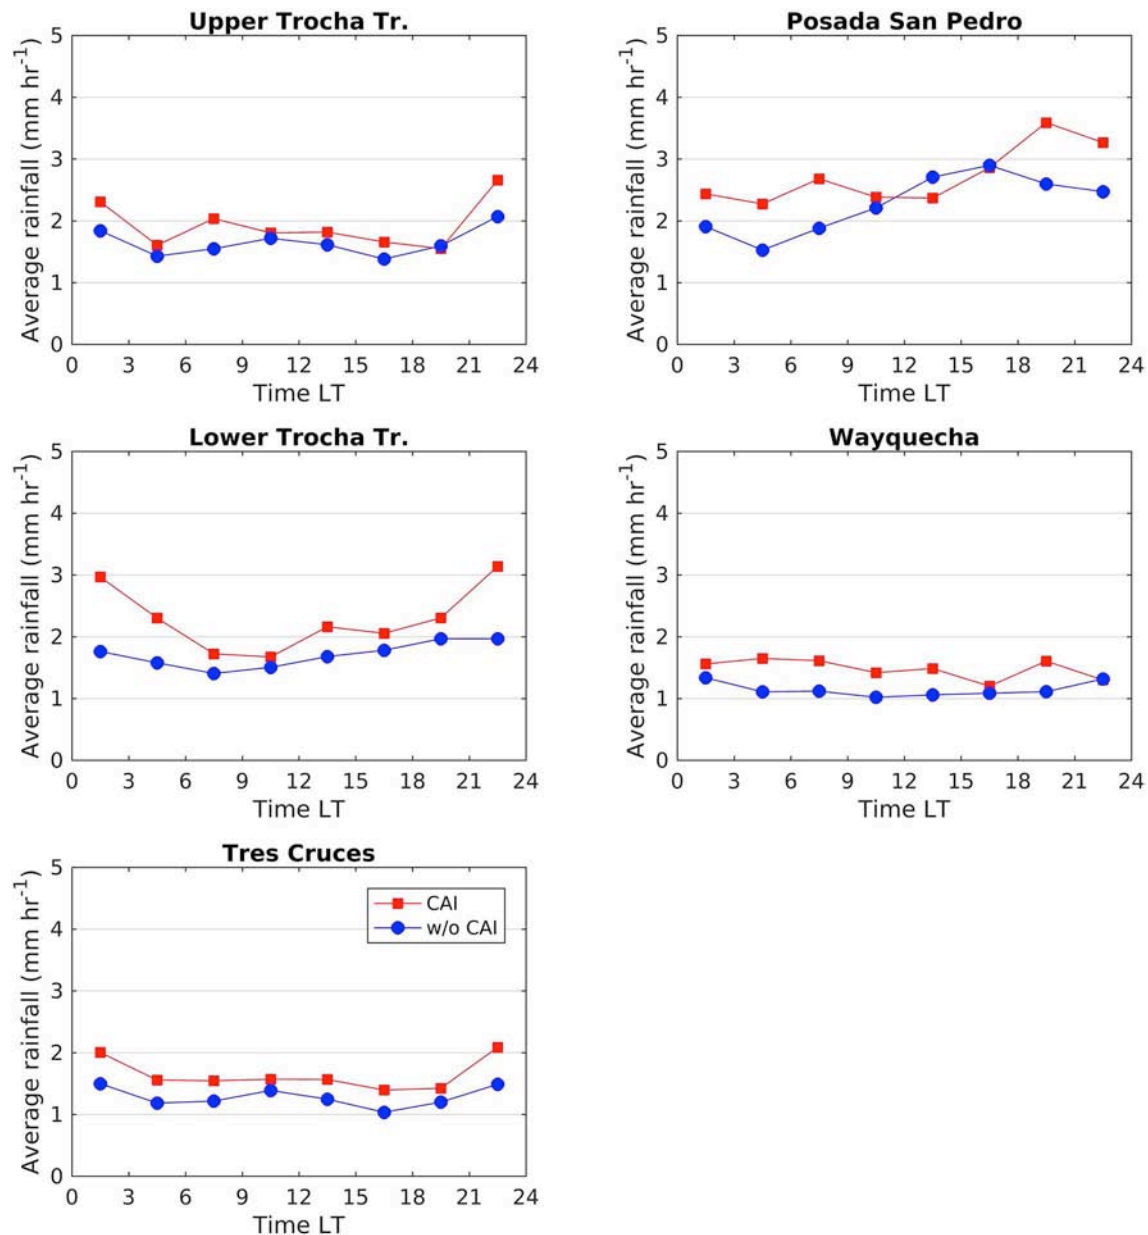 Upper Trocha Tr.
Average rainfall (mm hr-1)
5
4
3
2
1
0
0 3 6 9 12 15 18 21 24
Time LT
Posada San Pedro
Average rainfall (mm hr-1)
5
4
3
2
1
0
0 3 6 9 12 15 18 21 24
Time LT
Lower Trocha Tr.
Average rainfall (mm hr-1)
5
4
3
2
1
0
0 3 6 9 12 15 18 21 24
Time LT
Wayquecha
Average rainfall (mm hr-1)
5
4
3
2
1
0
0 3 6 9 12 15 18 21 24
Time LT
Tres Cruces
Average rainfall (mm hr-1)
5
4
3
2
1
0
0 3 6 9 12 15 18 21 24
Time LT
CAI
w/o CAI